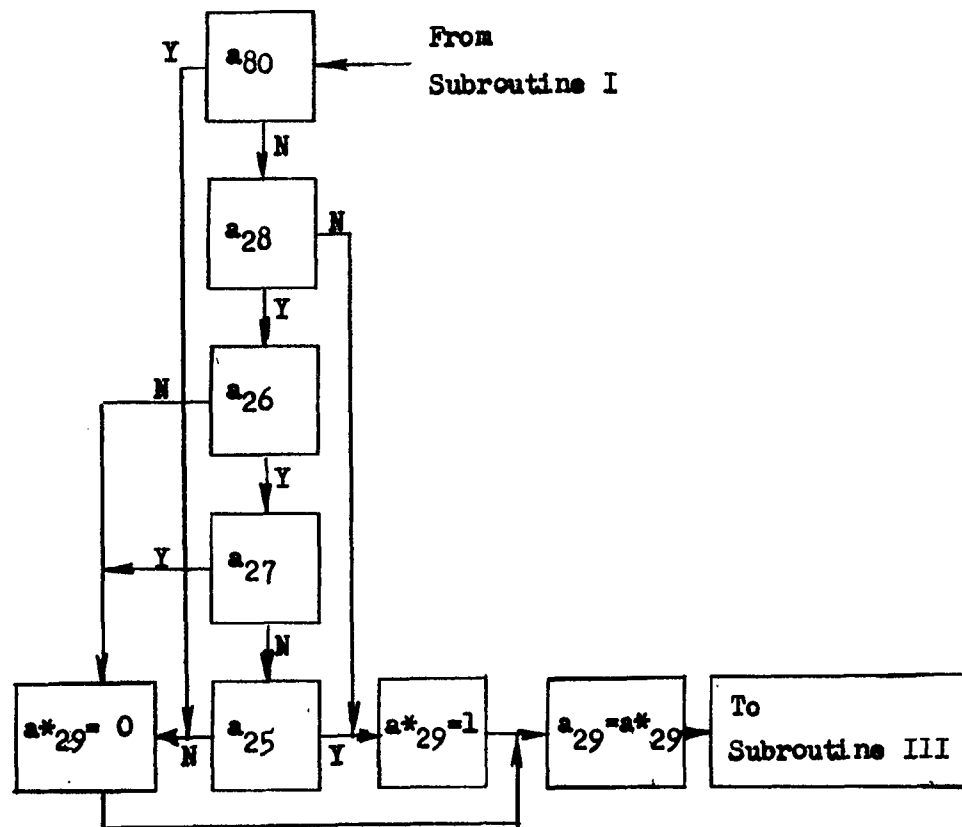 From
Subroutine I
Y
a80
N
a28
N
Y
N
a26
Y
Y
a27
N
a*29= 0
N
a25
Y
a*29=1
a29=a*29
To
Subroutine III